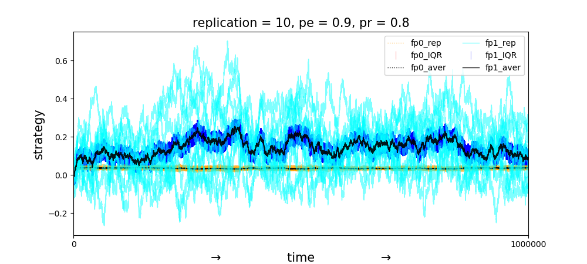 replication = 10, pe = 0.9, pr = 0.8
fp0_rep fp1_rep
fp0_IQR fp1_IQR
fp0_aver fp1_aver
strategy
0.6
0.4
0.2
0.0
−0.2
0 1000000
→ time →